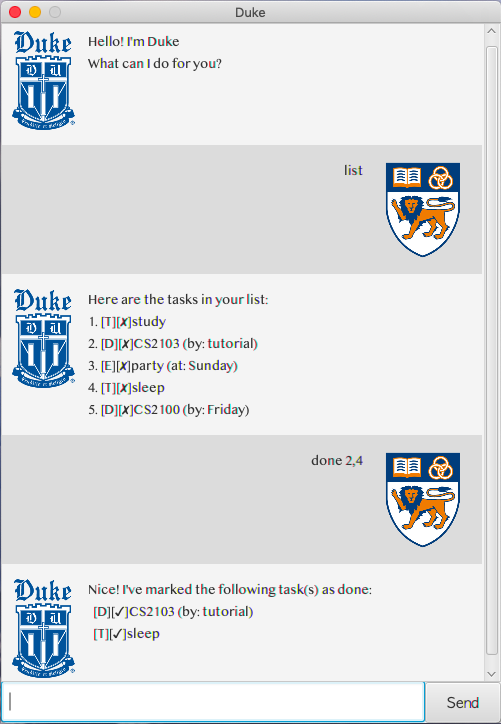 Duke
Duke
Hello! I'm Duke
What can I do for you?
list
Duke
Here are the tasks in your list:
1. [T][✗]study
2. [D][✗]CS2103 (by: tutorial)
3. [E][✗]party (at: Sunday)
4. [T][✗]sleep
5. [D][✗]CS2100 (by: Friday)
done 2,4
Duke
Nice! I've marked the following task(s) as done:
[D][✓]CS2103 (by: tutorial)
[T][✓]sleep
Send